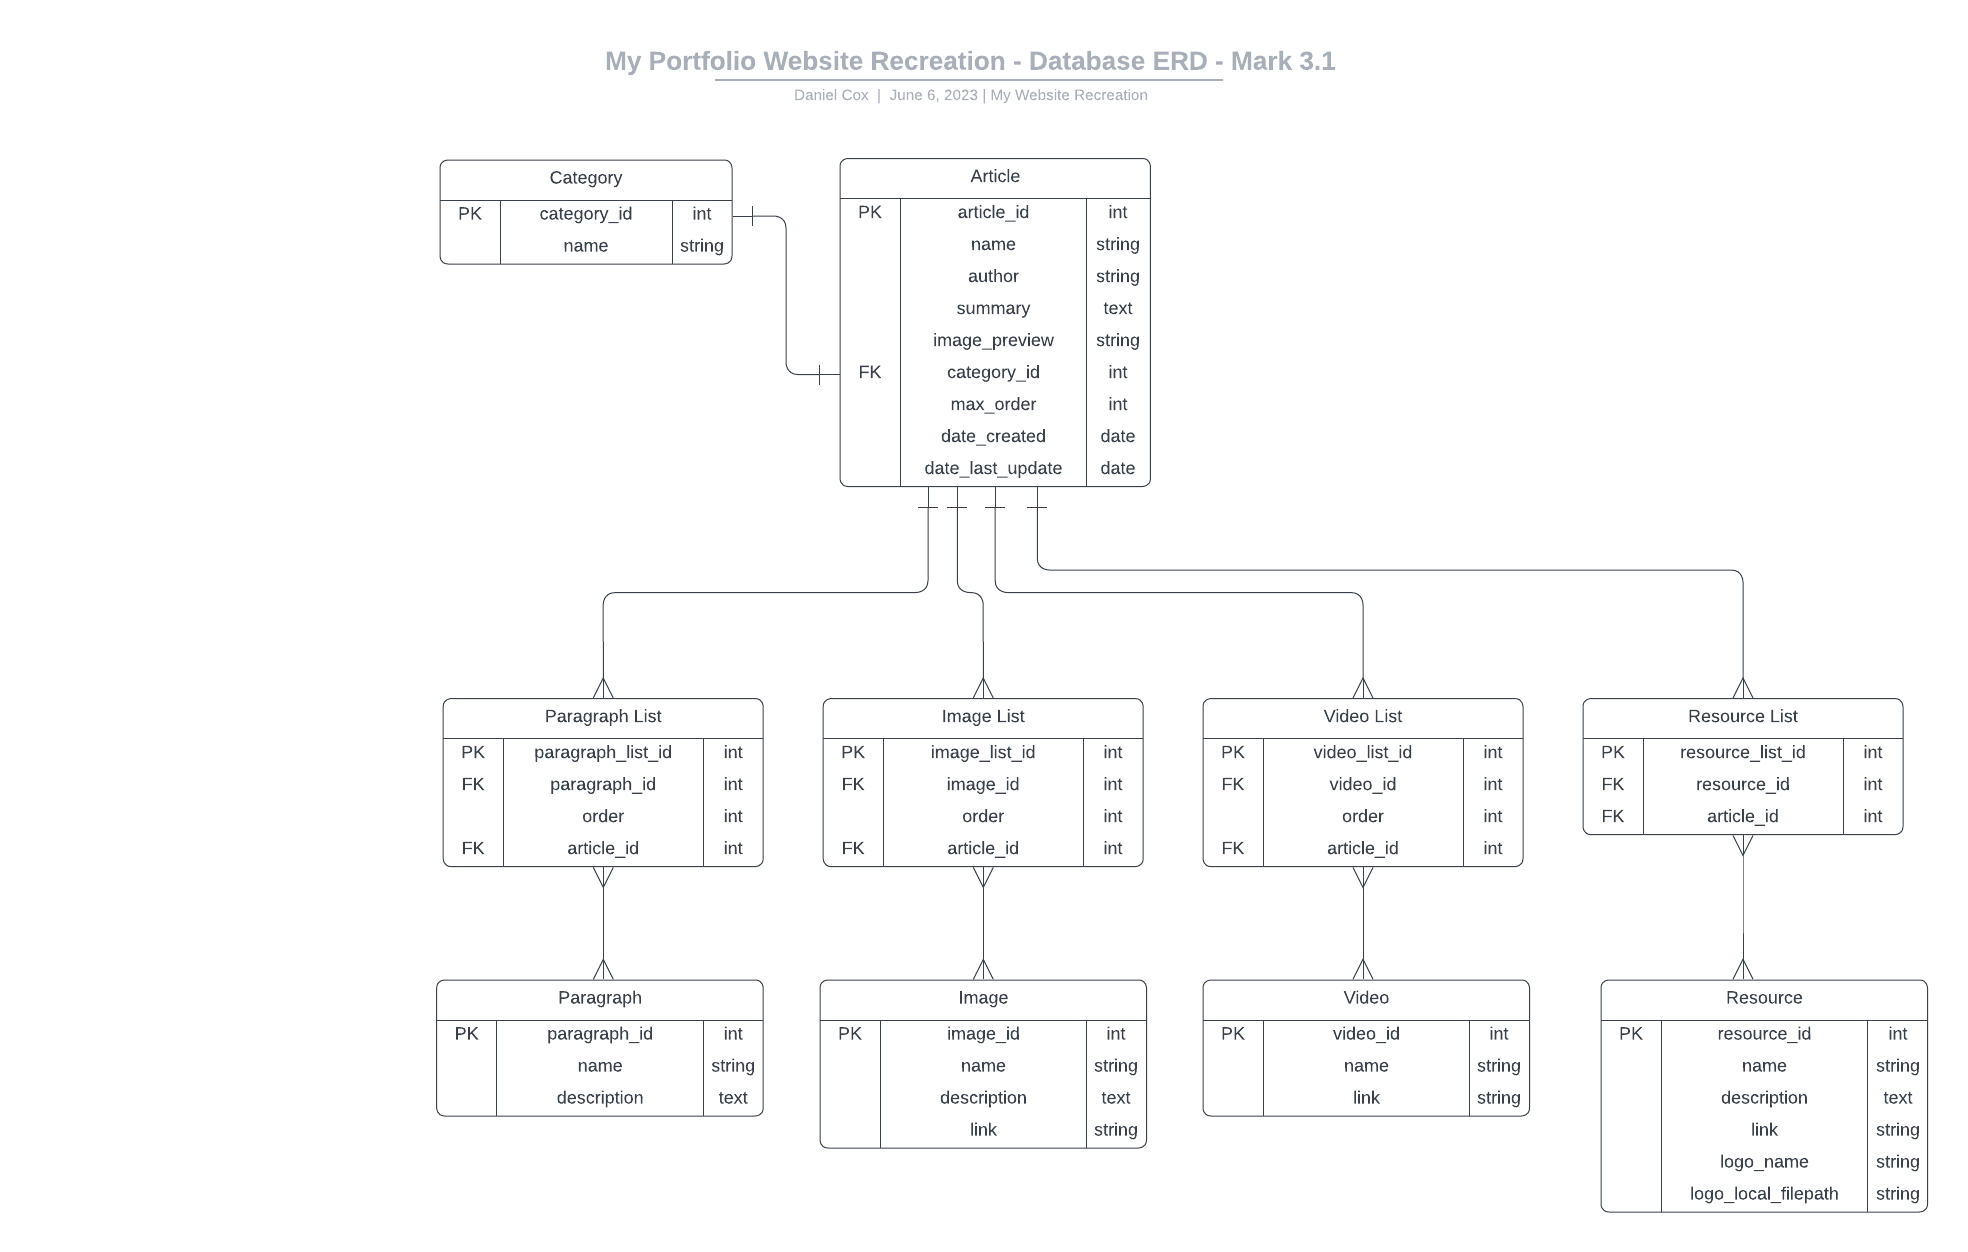 My Portfolio Website Recreation - Database ERD - Mark 3.1
Daniel Cox | June 6, 2023 | My Website Recreation
Category
PK category_id int
name string
Article
PK article_id int
name string
author string
summary text
image_preview string
FK category_id int
max_order int
date_created date
date_last_update date
Paragraph List
PK paragraph_list_id int
FK paragraph_id int
order int
FK article_id int
Image List
PK image_list_id int
FK image_id int
order int
FK article_id int
Video List
PK video_list_id int
FK video_id int
order int
FK article_id int
Resource List
PK resource_list_id int
FK resource_id int
FK article_id int
Paragraph
PK paragraph_id int
name string
description text
Image
PK image_id int
name string
description text
link string
Video
PK video_id int
name string
link string
Resource
PK resource_id int
name string
description text
link string
logo_name string
logo_local_filepath string